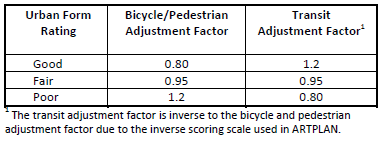 Urban Form Rating | Bicycle/Pedestrian Adjustment Factor | Transit Adjustment Factor¹
Good | 0.80 | 1.2
Fair | 0.95 | 0.95
Poor | 1.2 | 0.80
¹ The transit adjustment factor is inverse to the bicycle and pedestrian
adjustment factor due to the inverse scoring scale used in ARTPLAN.